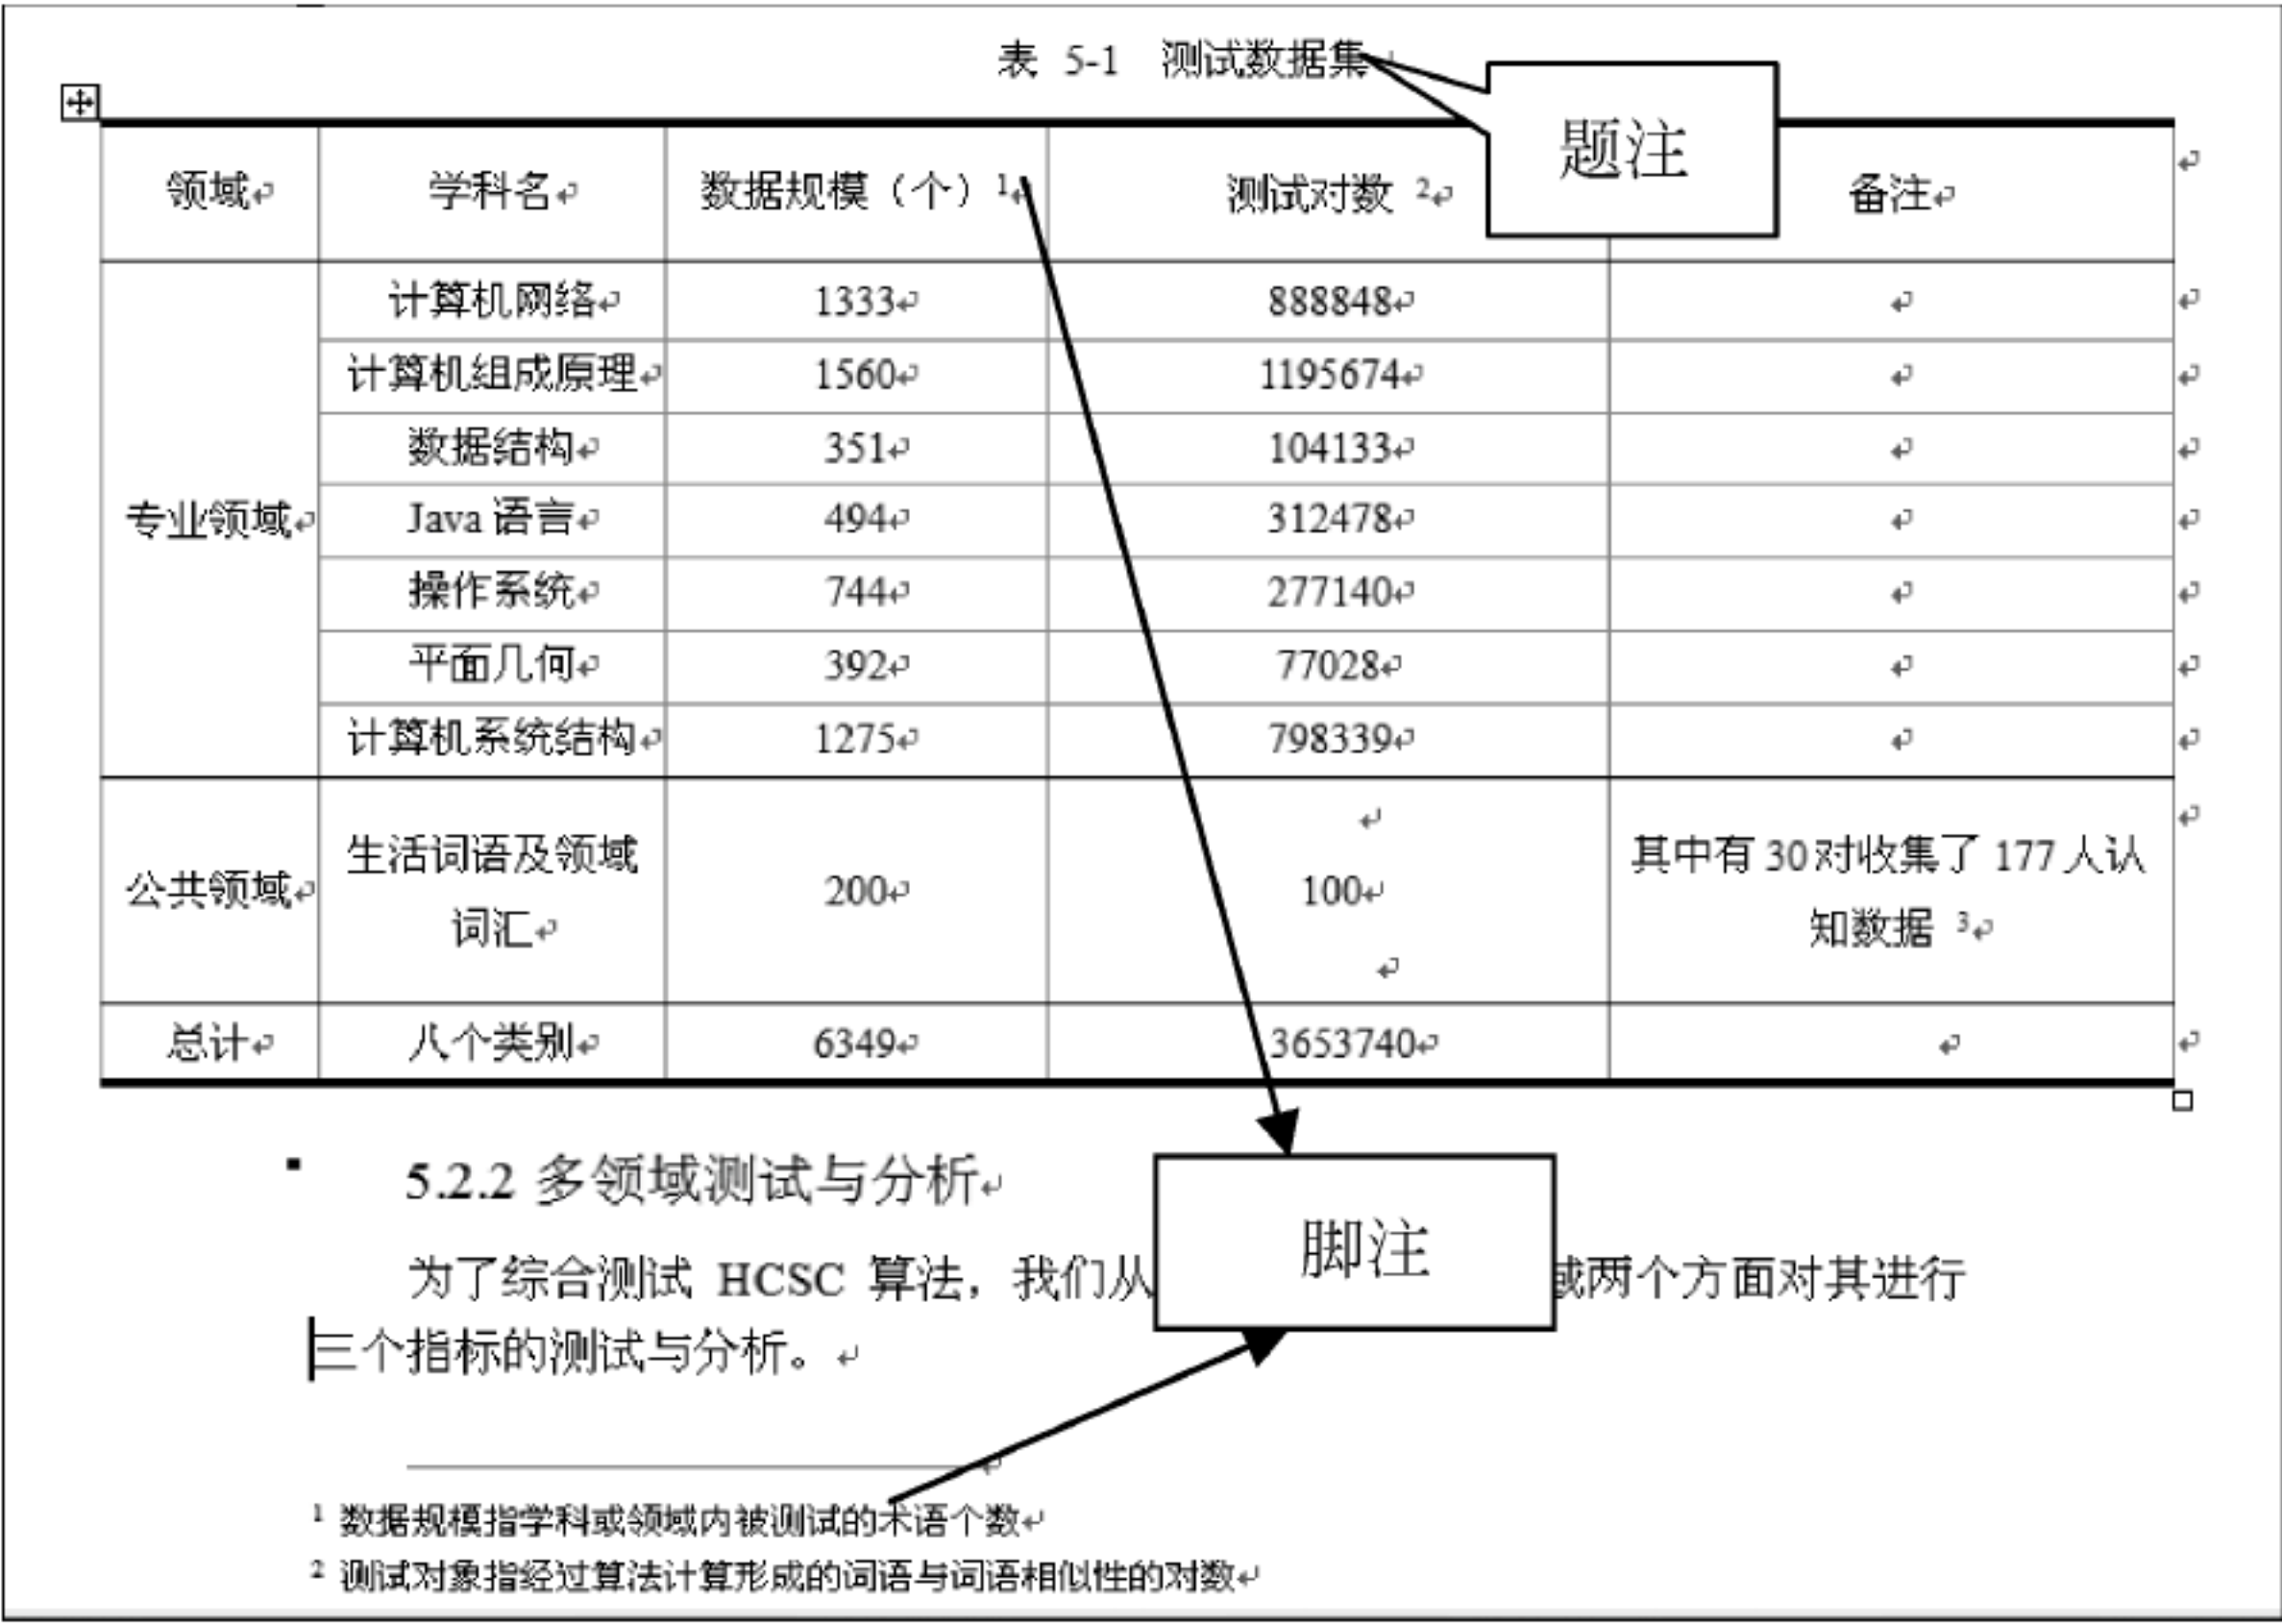 表 5-1 测试数据集
题注
领域 学科名 数据规模（个）1 测试对数 2 备注
计算机网络 1333 888848
计算机组成原理 1560 1195674
数据结构 351 104133
专业领域 Java 语言 494 312478
操作系统 744 277140
平面几何 392 77028
计算机系统结构 1275 798339
公共领域 生活词语及领域 200 100 其中有 30 对收集了 177 人认
词汇 知数据 3
总计 八个类别 6349 3653740
5.2.2 多领域测试与分析
脚注
为了综合测试 HCSC 算法，我们从 域两个方面对其进行
三个指标的测试与分析。
1 数据规模指学科或领域内被测试的术语个数
2 测试对象指经过算法计算形成的词语与词语相似性的对数